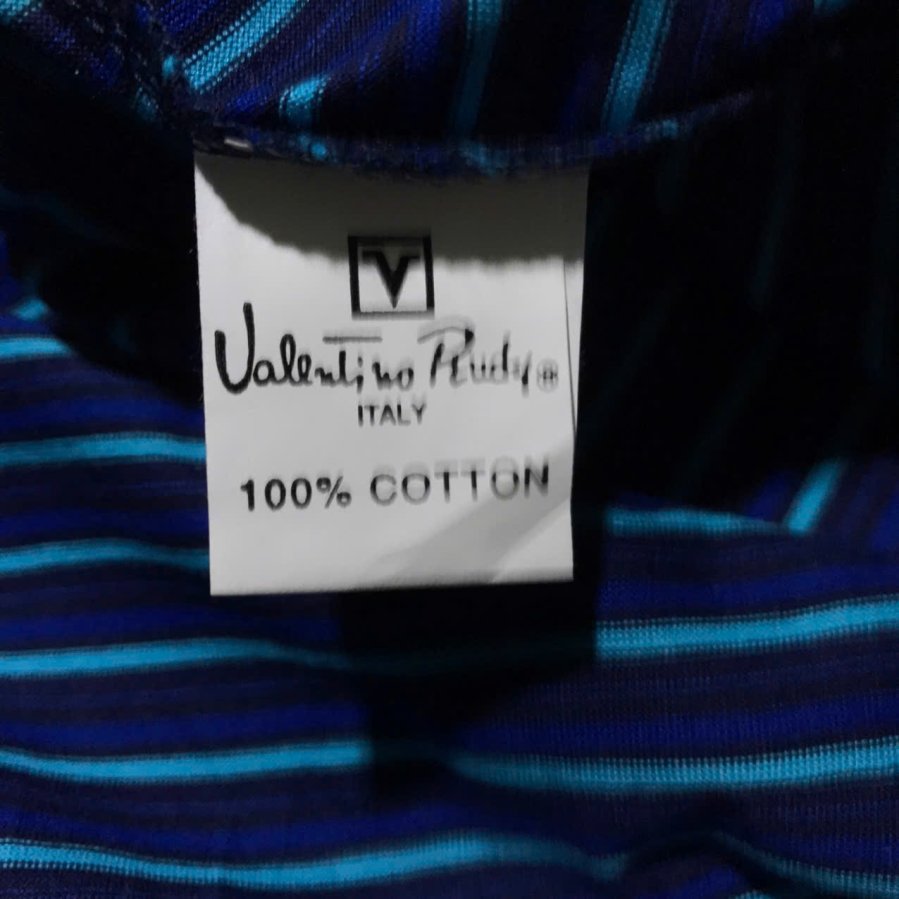 V
Valentino Rudy®
ITALY
100% COTTON